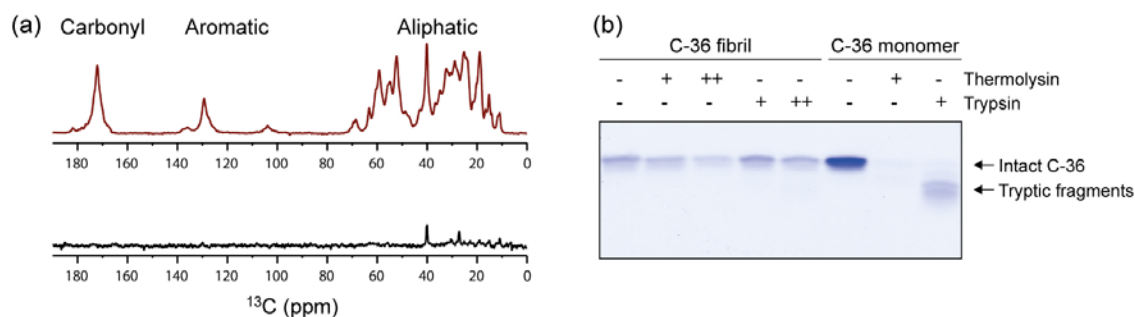 (a)
Carbonyl Aromatic Aliphatic
180 160 140 120 100 80 60 40 20 0
180 160 140 120 100 80 60 40 20 0
¹³C (ppm)
(b)
C-36 fibril C-36 monomer
- + ++ - - - + - Thermolysin
- - - + ++ - - + Trypsin
Intact C-36
Tryptic fragments